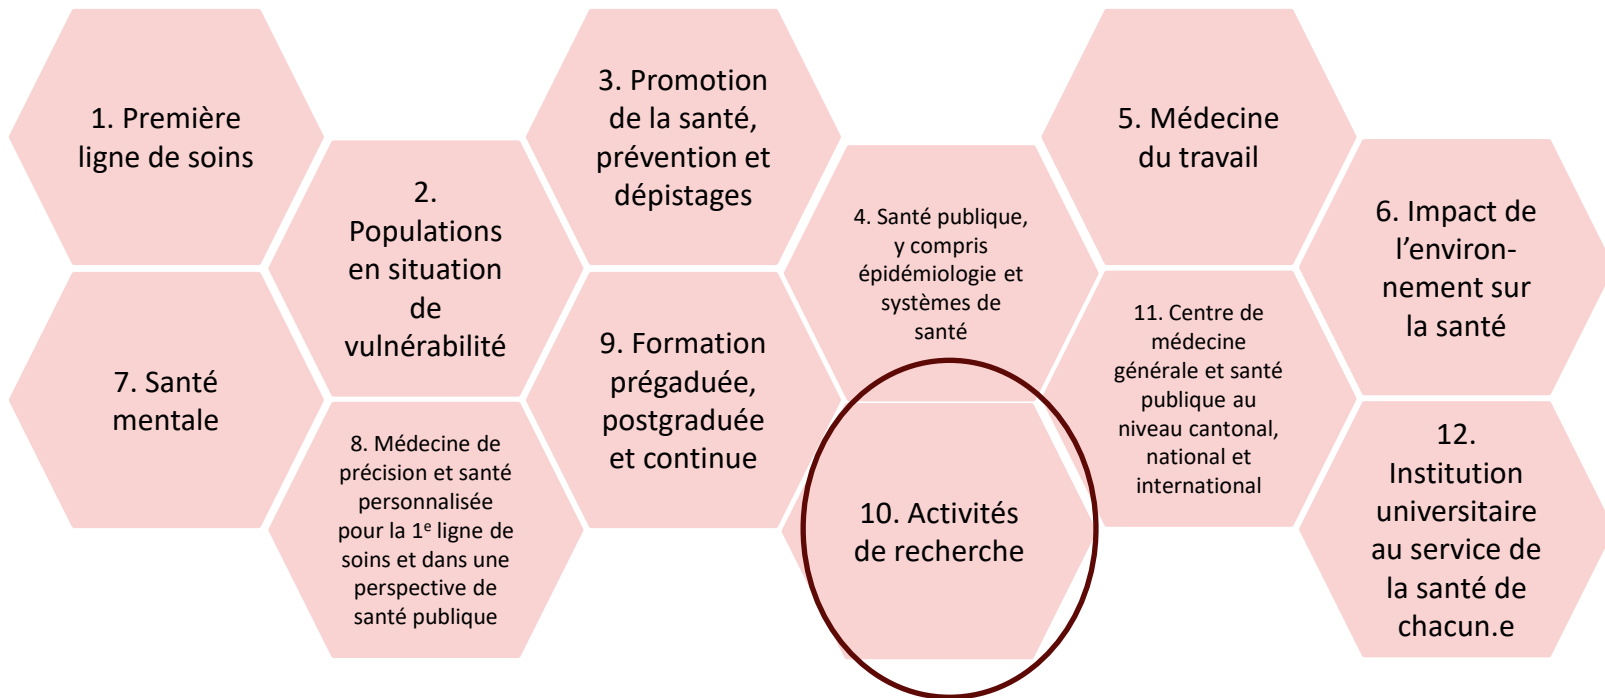 1. Première
ligne de soins
2.
Populations
en situation
de
vulnérabilité
3. Promotion
de la santé,
prévention et
dépistages
4. Santé publique,
y compris
épidémiologie et
systèmes de
santé
5. Médecine
du travail
6. Impact de
l’environ-
nement sur
la santé
7. Santé
mentale
8. Médecine de
précision et santé
personnalisée
pour la 1e ligne de
soins et dans une
perspective de
santé publique
9. Formation
prégaduée,
postgraduée
et continue
10. Activités
de recherche
11. Centre de
médecine
générale et santé
publique au
niveau cantonal,
national et
international
12.
Institution
universitaire
au service de
la santé de
chacun.e